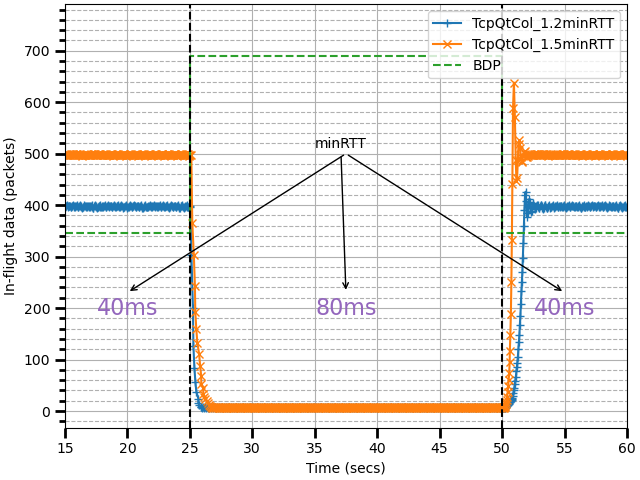 TcpQtCol_1.2minRTT
TcpQtCol_1.5minRTT
BDP
In-flight data (packets)
700
600
500
400
300
200
100
0
minRTT
40ms
80ms
40ms
15
20
25
30
35
40
45
50
55
60
Time (secs)